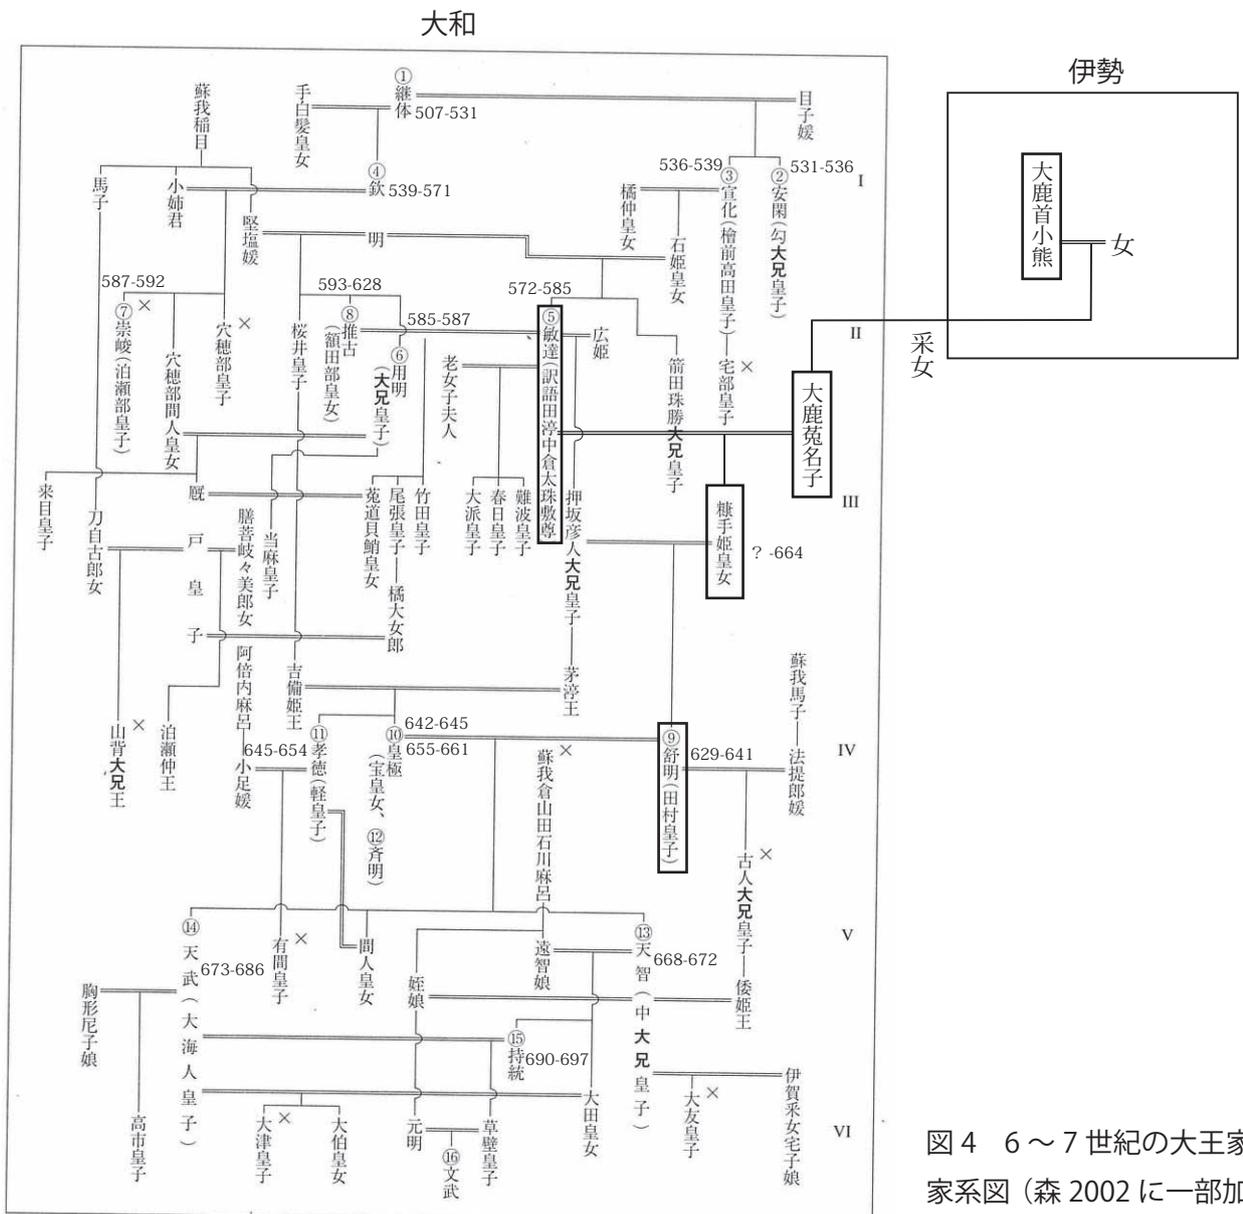 大和
伊勢
①継体
507-531
手白髪皇女
目子媛
蘇我稲目
馬子
小姉君
堅塩媛
④欽
明
539-571
536-539
③宣化(檜前高田皇子)
宅部皇子
×
531-536
②安閑(勾大兄皇子)
I
橘仲皇女
石姫皇女
大鹿首小熊
女
采女
587-592
⑦崇峻(泊瀬部皇子)
×
穴穂部間人皇女
穴穂部皇子
×
桜井皇子
593-628
⑧推古
(額田部皇女)
585-587
⑥用明
(大兄皇子)
572-585
⑤敏達(訳語田渟中倉太珠敷尊)
広姫
老女子夫人
箭田珠勝大兄皇子
II
大鹿菟名子
来目皇子
刀自古郎女
厩戸皇子
膳菩岐々美郎女
当麻皇子
菟道貝鮹皇女
尾張皇子
橘大女郎
竹田皇子
大派皇子
春日皇子
難波皇子
押坂彦人大兄皇子
茅渟王
糠手姫皇女
?-664
III
山背大兄王
×
泊瀬仲王
阿倍内麻呂
小足媛
吉備姫王
645-654
⑪孝徳(軽皇子)
642-645
655-661
⑩皇極
(宝皇女、⑫斉明)
蘇我倉山田石川麻呂
×
⑨舒明(田村皇子)
629-641
蘇我馬子
法提郎媛
IV
古人大兄皇子
×
倭姫王
⑭天武(大海人皇子)
673-686
有間皇子
×
間人皇女
姪娘
遠智娘
⑬天智(中大兄皇子)
668-672
V
胸形尼子娘
高市皇子
⑮持統
690-697
大津皇子
×
大伯皇女
元明
⑯文武
草壁皇子
大田皇女
大友皇子
×
伊賀采女宅子娘
VI
図4 6~7世紀の大王家
家系図(森2002に一部加